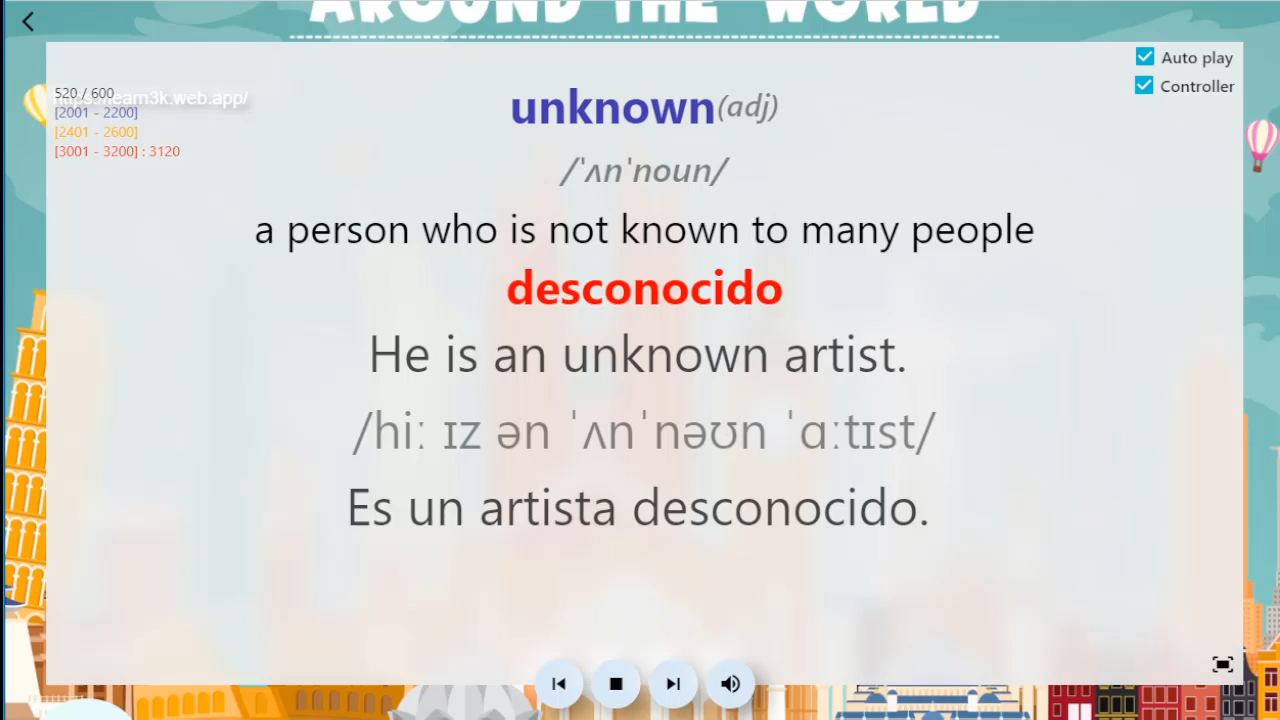 AROUND THE WORLD
Auto play
Controller
520 / 600
https://learn3k.web.app/
[2001 - 2200]
[2401 - 2600]
[3001 - 3200] : 3120
unknown(adj)
/ˈʌnˈnoun/
a person who is not known to many people
desconocido
He is an unknown artist.
/hiː ɪz ən ˈʌnˈnəʊn ˈɑːtɪst/
Es un artista desconocido.